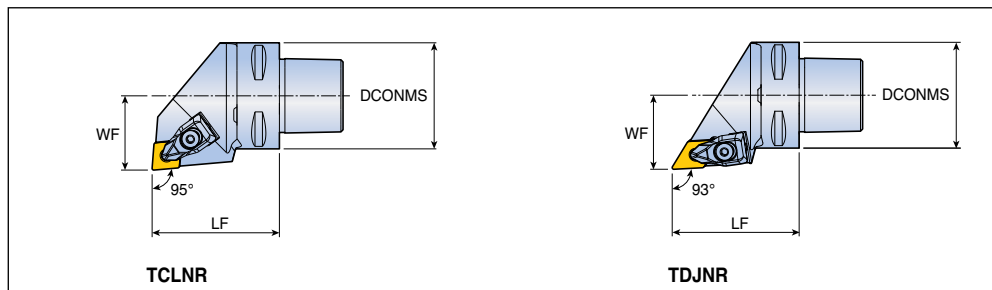 DCONMS
WF
95°
LF
TCLNR
DCONMS
WF
93°
LF
TDJNR